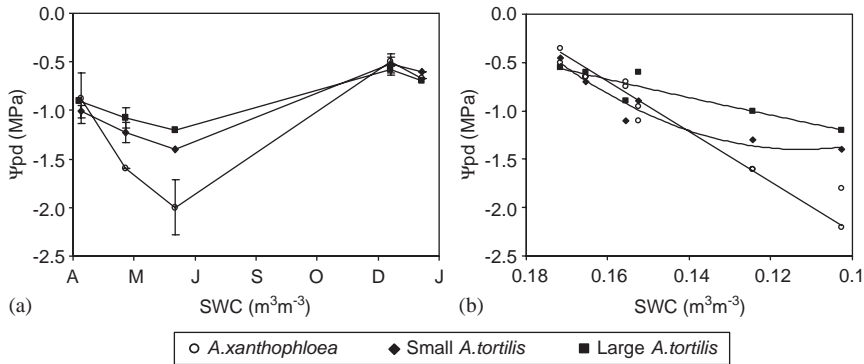 0.0
-0.5
-1.0
-1.5
-2.0
-2.5
Ψpd (MPa)
A M J S O D J
(a)
SWC (m³m⁻³)
0.0
-0.5
-1.0
-1.5
-2.0
-2.5
Ψpd (MPa)
0.18 0.16 0.14 0.12 0.1
(b)
SWC (m³m⁻³)
A.xanthophloea Small A.tortilis Large A.tortilis